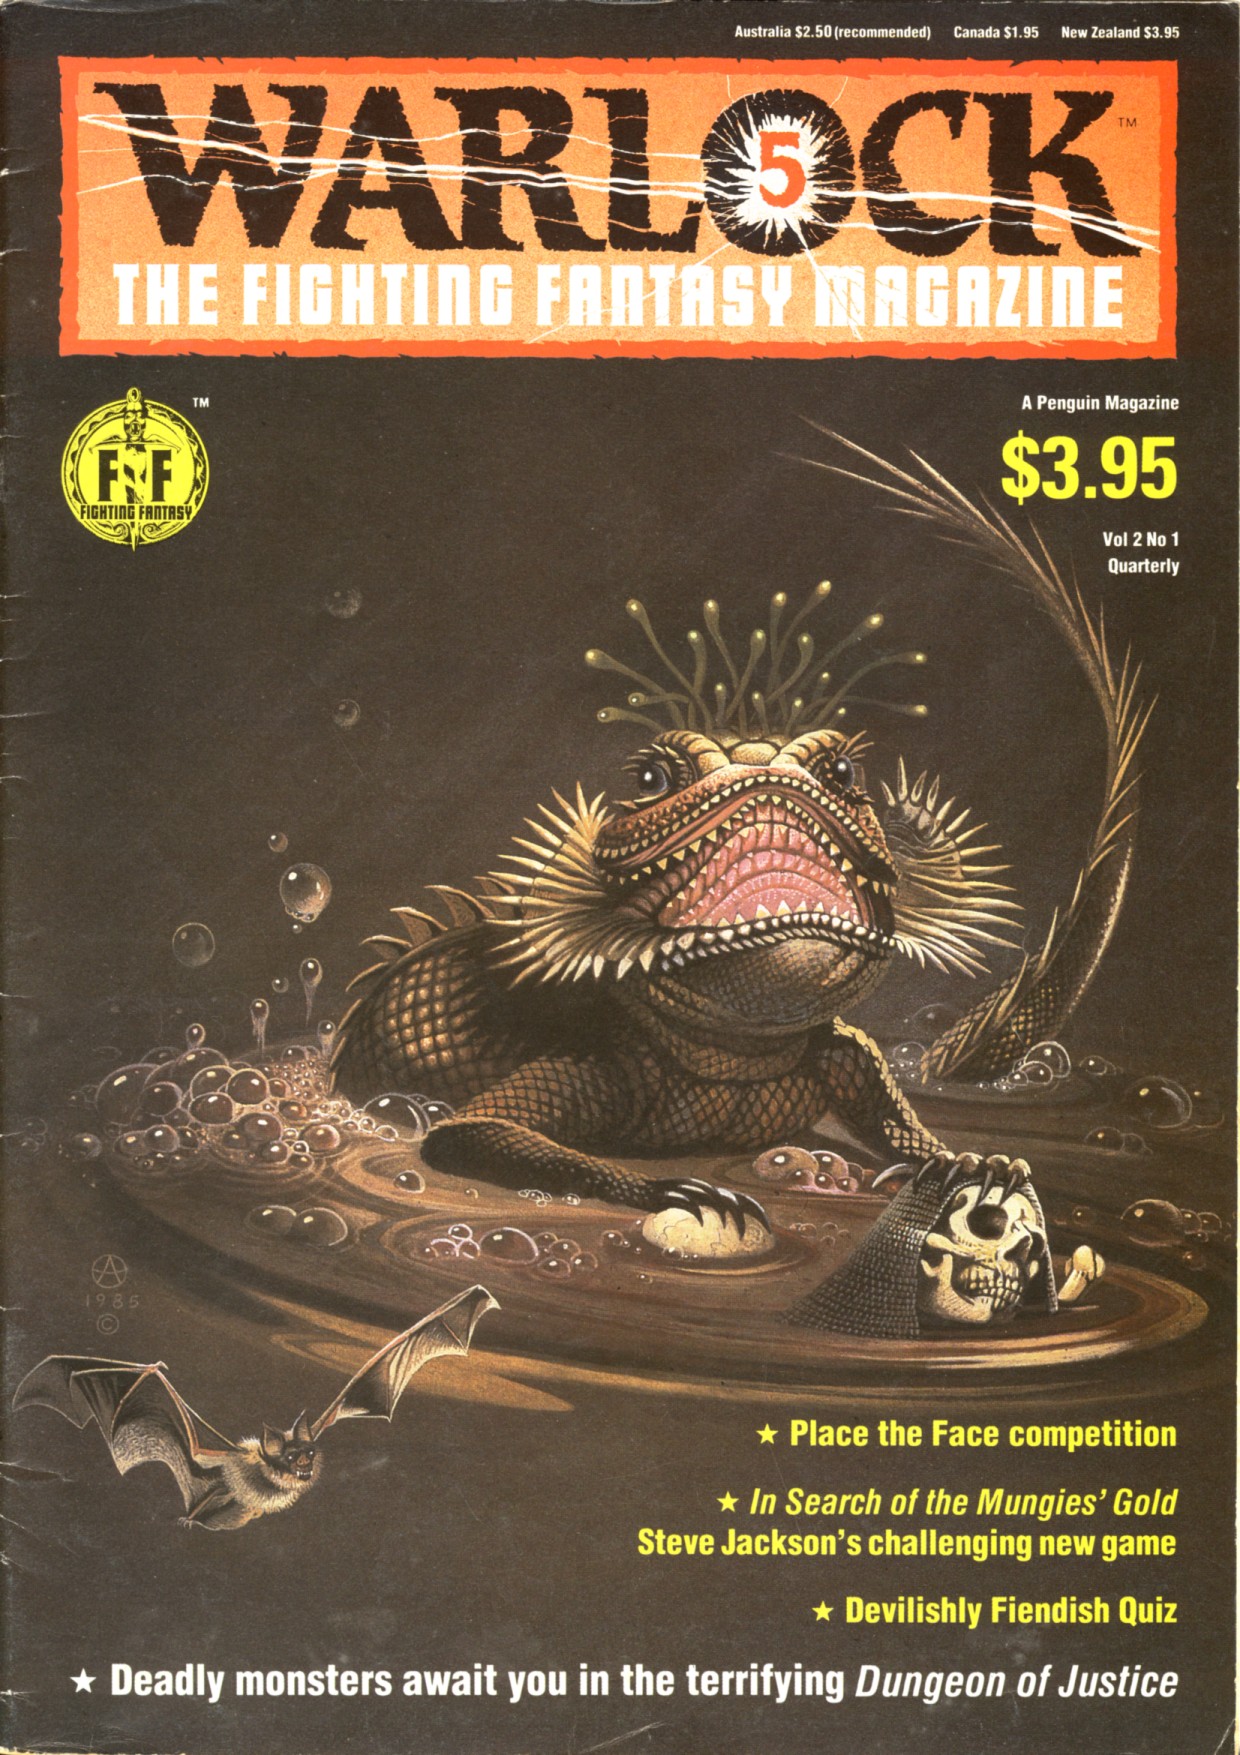 Australia $2.50 (recommended) Canada $1.95 New Zealand $3.95
WARLOCK TM
5
THE FIGHTING FANTASY MAGAZINE
TM
FF
FIGHTING FANTASY
A Penguin Magazine
$3.95
Vol 2 No 1
Quarterly
A
1985
©
★ Place the Face competition
★ In Search of the Mungies' Gold
Steve Jackson's challenging new game
★ Devilishly Fiendish Quiz
★ Deadly monsters await you in the terrifying Dungeon of Justice